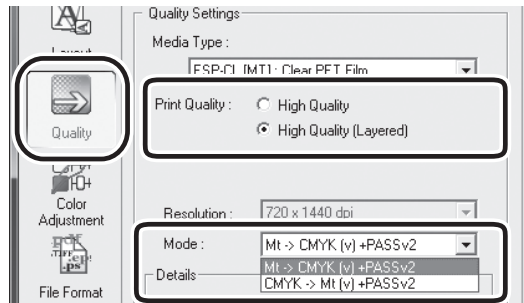 Quality Settings
Media Type :
ESP-CL [MT] : Clear PET Film
Print Quality :
High Quality
High Quality (Layered)
Quality
Color
Adjustment
Resolution :
720 x 1440 dpi
Mode :
Mt -> CMYK (v) +PASSv2
Mt -> CMYK (v) +PASSv2
CMYK -> Mt (v) +PASSv2
Details
File Format